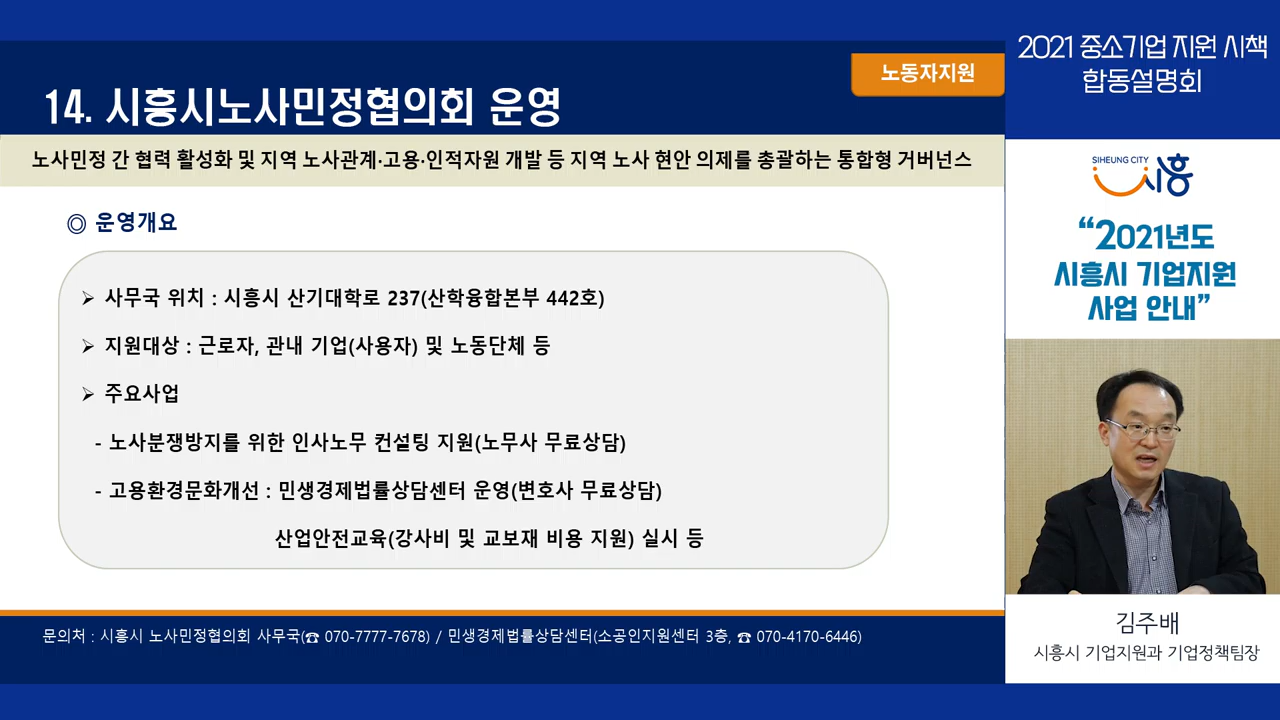 노동자지원
14. 시흥시노사민정협의회 운영
노사민정 간 협력 활성화 및 지역 노사관계·고용·인적자원 개발 등 지역 노사 현안 의제를 총괄하는 통합형 거버넌스
◎ 운영개요
➢ 사무국 위치 : 시흥시 산기대학로 237(산학융합본부 442호)
➢ 지원대상 : 근로자, 관내 기업(사용자) 및 노동단체 등
➢ 주요사업
- 노사분쟁방지를 위한 인사노무 컨설팅 지원(노무사 무료상담)
- 고용환경문화개선 : 민생경제법률상담센터 운영(변호사 무료상담)
산업안전교육(강사비 및 교보재 비용 지원) 실시 등
문의처 : 시흥시 노사민정협의회 사무국(☎ 070-7777-7678) / 민생경제법률상담센터(소공인지원센터 3층, ☎ 070-4170-6446)
2021 중소기업 지원 시책
합동설명회
SIHEUNG CITY
시흥
“2021년도
시흥시 기업지원
사업 안내”
김주배
시흥시 기업지원과 기업정책팀장